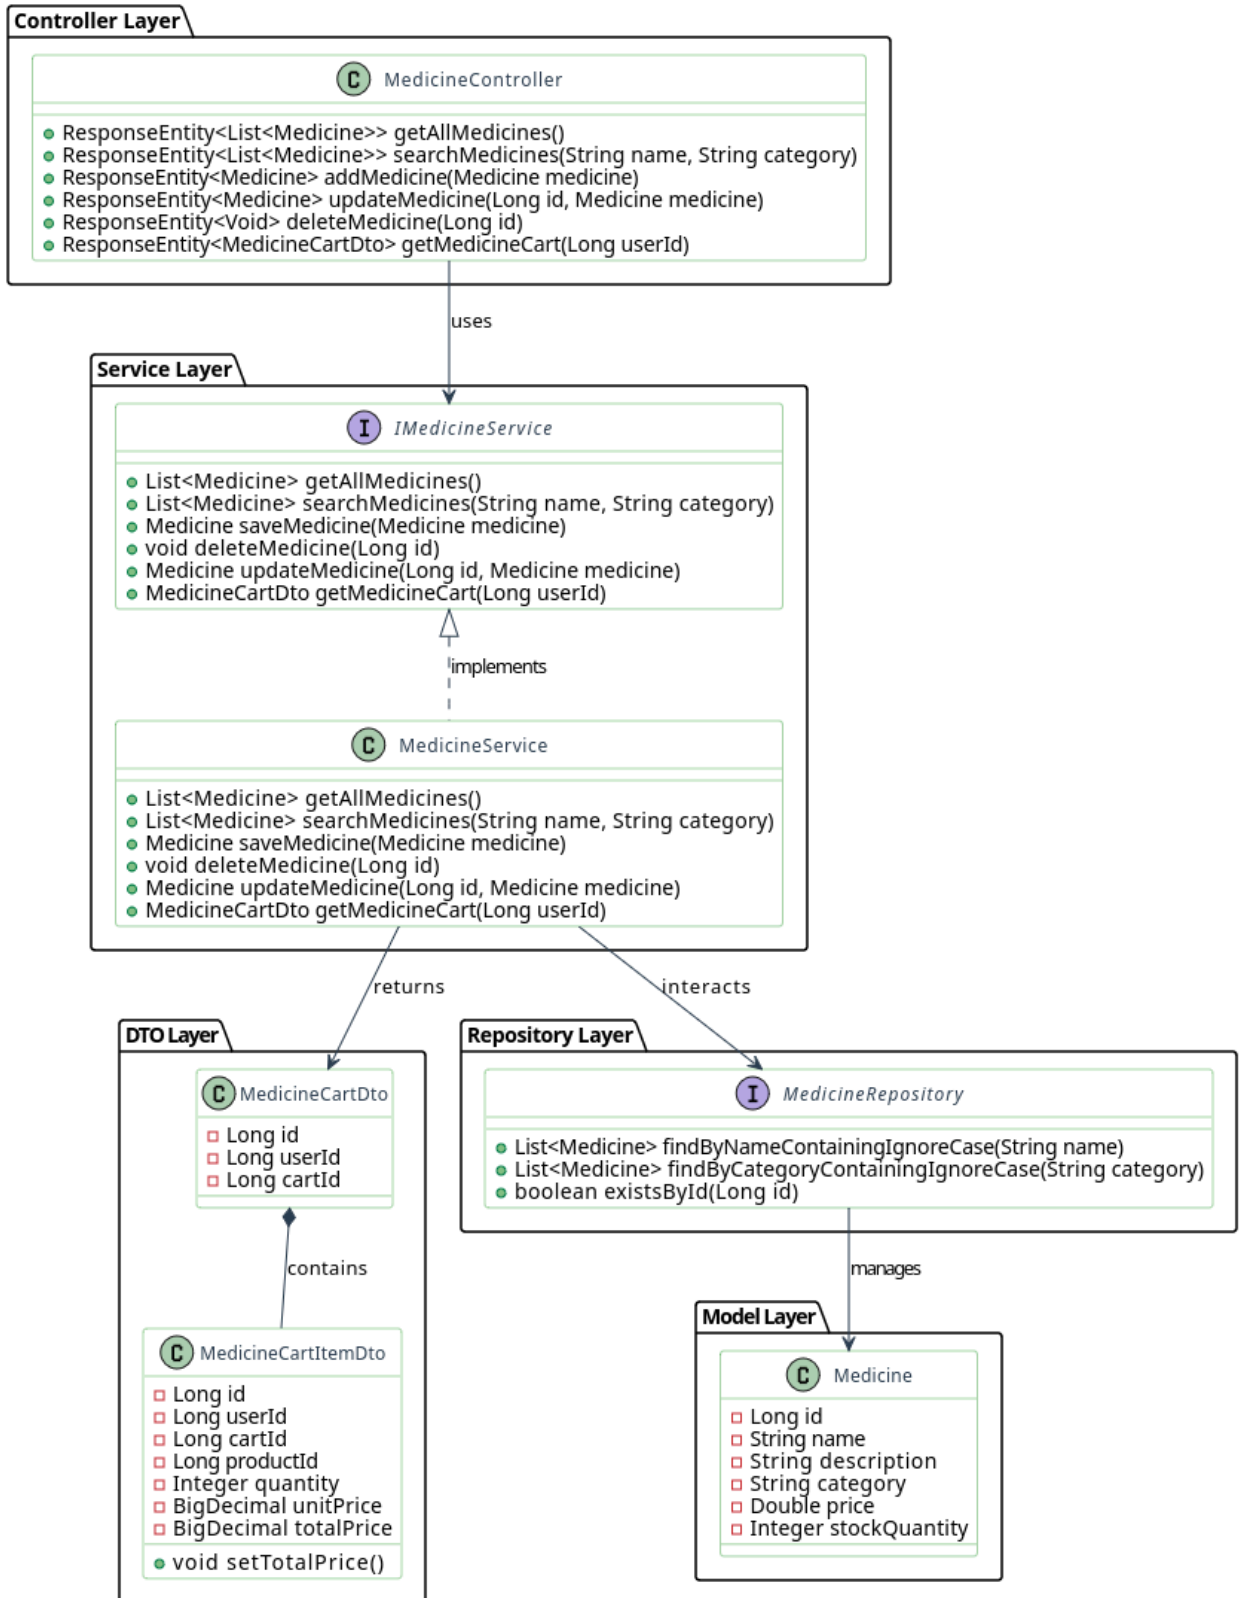 Controller Layer
C MedicineController
ResponseEntity<List<Medicine>> getAllMedicines()
ResponseEntity<List<Medicine>> searchMedicines(String name, String category)
ResponseEntity<Medicine> addMedicine(Medicine medicine)
ResponseEntity<Medicine> updateMedicine(Long id, Medicine medicine)
ResponseEntity<Void> deleteMedicine(Long id)
ResponseEntity<MedicineCartDto> getMedicineCart(Long userId)
uses
Service Layer
I IMedicineService
List<Medicine> getAllMedicines()
List<Medicine> searchMedicines(String name, String category)
Medicine saveMedicine(Medicine medicine)
void deleteMedicine(Long id)
Medicine updateMedicine(Long id, Medicine medicine)
MedicineCartDto getMedicineCart(Long userId)
implements
C MedicineService
List<Medicine> getAllMedicines()
List<Medicine> searchMedicines(String name, String category)
Medicine saveMedicine(Medicine medicine)
void deleteMedicine(Long id)
Medicine updateMedicine(Long id, Medicine medicine)
MedicineCartDto getMedicineCart(Long userId)
returns
interacts
DTO Layer
C MedicineCartDto
Long id
Long userId
Long cartId
contains
C MedicineCartItemDto
Long id
Long userId
Long cartId
Long productId
Integer quantity
BigDecimal unitPrice
BigDecimal totalPrice
void setTotalPrice()
Repository Layer
I MedicineRepository
List<Medicine> findByNameContainingIgnoreCase(String name)
List<Medicine> findByCategoryContainingIgnoreCase(String category)
boolean existsById(Long id)
manages
Model Layer
C Medicine
Long id
String name
String description
String category
Double price
Integer stockQuantity